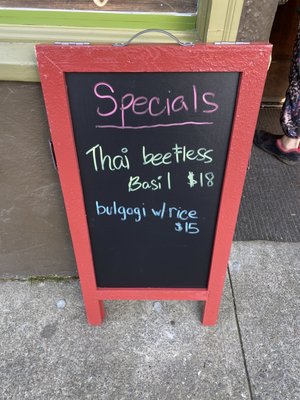 Specials
Thai beefless
Basil $18
bulgogi w/rice
$15